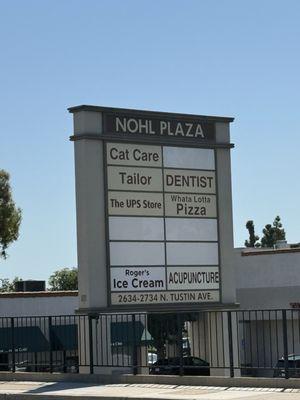 NOHL PLAZA
Cat Care
Tailor
DENTIST
The UPS Store
Whata Lotta
Pizza
Roger's
Ice Cream
ACUPUNCTURE
2634-2734 N. TUSTIN AVE.